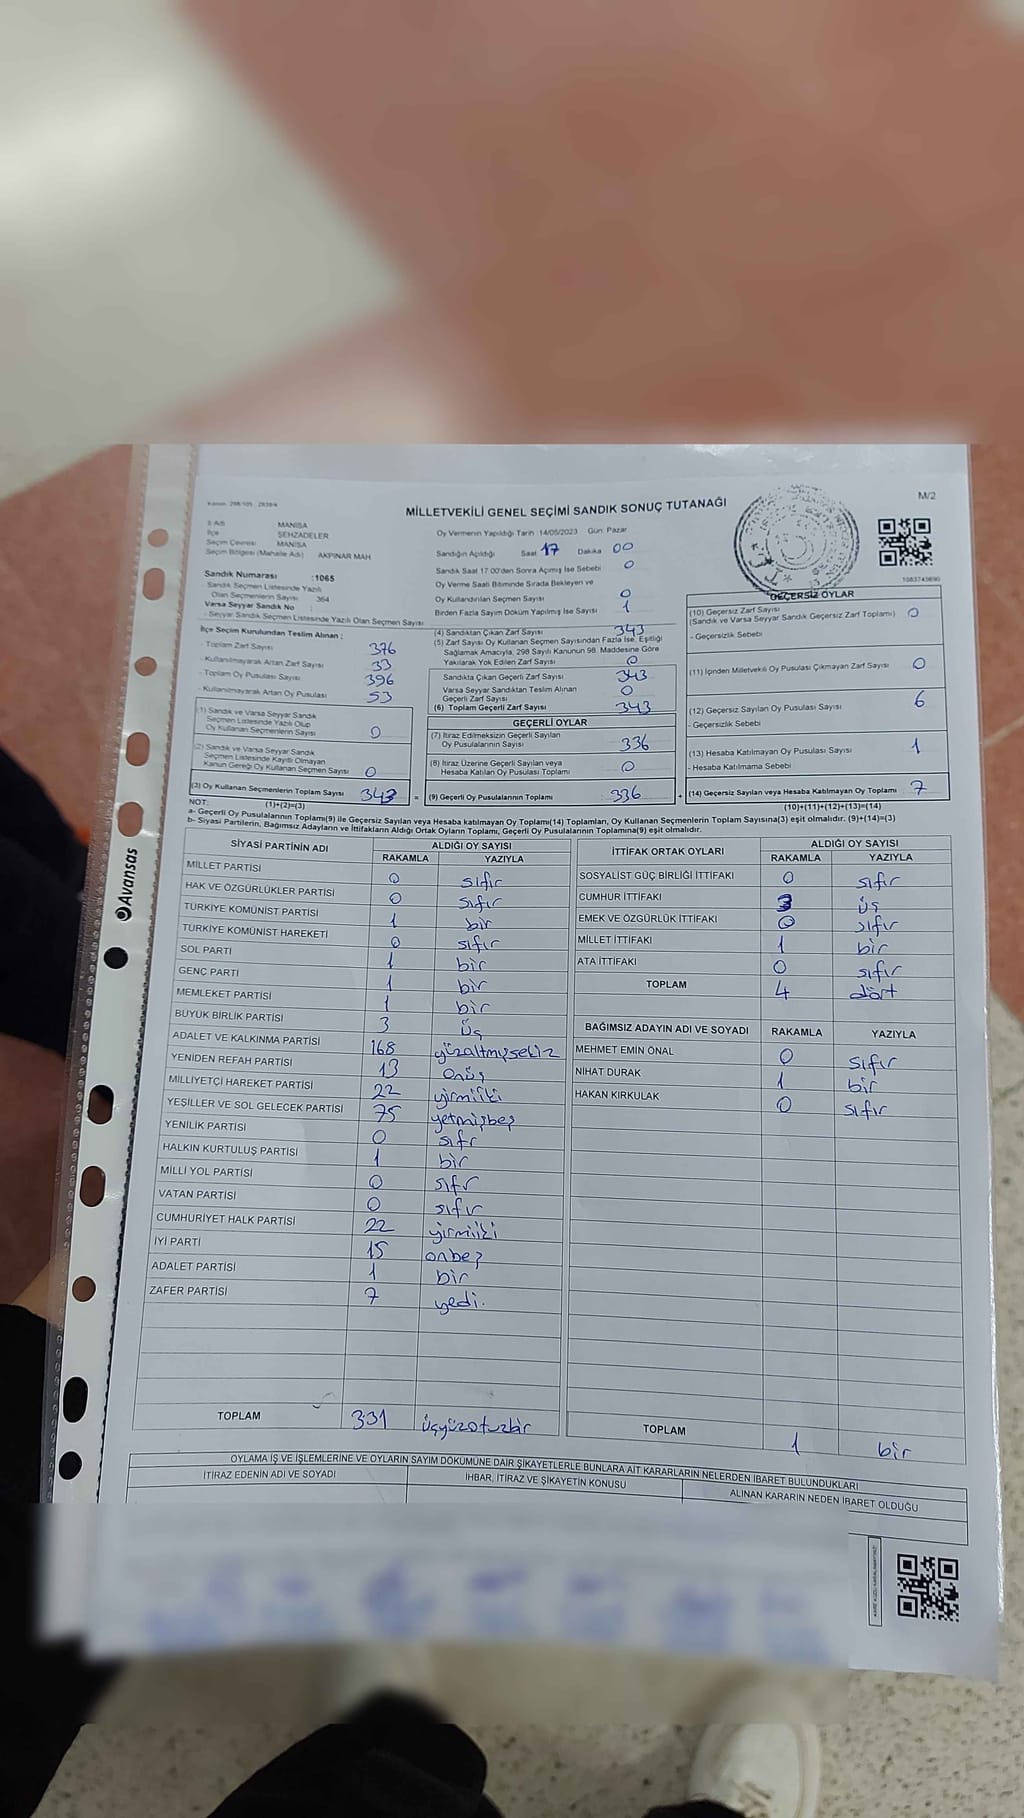 Kanun: 298/105 , 2839/4
M/2
MİLLETVEKİLİ GENEL SEÇİMİ SANDIK SONUÇ TUTANAĞI
İl Adı MANİSA
İlçe ŞEHZADELER
Seçim Çevresi MANİSA
Seçim Bölgesi (Mahalle Adı) AKPINAR MAH.
Sandık Numarası :1065
- Sandık Seçmen Listesinde Yazılı
Olan Seçmenlerin Sayısı 364
Varsa Seyyar Sandık No :
- Seyyar Sandık Seçmen Listesinde Yazılı Olan Seçmen Sayısı
İlçe Seçim Kurulundan Teslim Alınan ;
- Toplam Zarf Sayısı 376
- Kullanılmayarak Artan Zarf Sayısı 33
- Toplam Oy Pusulası Sayısı 396
- Kullanılmayarak Artan Oy Pusulası 53
(1) Sandık ve Varsa Seyyar Sandık
Seçmen Listesinde Yazılı Olup
Oy Kullanan Seçmenlerin Sayısı 0
(2) Sandık ve Varsa Seyyar Sandık
Seçmen Listesinde Kayıtlı Olmayan
Kanun Gereği Oy Kullanan Seçmen Sayısı 0
(3) Oy Kullanan Seçmenlerin Toplam Sayısı 343 =
Oy Vermenin Yapıldığı Tarih 14/05/2023 Gün: Pazar
Sandığın Açıldığı Saat 17 Dakika 00
Sandık Saat 17:00'den Sonra Açılmış İse Sebebi 0
Oy Verme Saati Bitiminde Sırada Bekleyen ve
Oy Kullandırılan Seçmen Sayısı 0
Birden Fazla Sayım Döküm Yapılmış İse Sayısı 1
(4) Sandıktan Çıkan Zarf Sayısı 343
(5) Zarf Sayısı Oy Kullanan Seçmen Sayısından Fazla İse, Eşitliği
Sağlamak Amacıyla, 298 Sayılı Kanunun 98. Maddesine Göre
Yakılarak Yok Edilen Zarf Sayısı 0
Sandıkta Çıkan Geçerli Zarf Sayısı 343
Varsa Seyyar Sandıktan Teslim Alınan
Geçerli Zarf Sayısı 0
(6) Toplam Geçerli Zarf Sayısı 343
GEÇERLİ OYLAR
(7) İtiraz Edilmeksizin Geçerli Sayılan
Oy Pusulalarının Sayısı 336
(8) İtiraz Üzerine Geçerli Sayılan veya
Hesaba Katılan Oy Pusulası Toplamı 0
(9) Geçerli Oy Pusulalarının Toplamı 336 +
1083745690
GEÇERSİZ OYLAR
(10) Geçersiz Zarf Sayısı 0
(Sandık ve Varsa Seyyar Sandık Geçersiz Zarf Toplamı)
- Geçersizlik Sebebi
(11) İçinden Milletvekili Oy Pusulası Çıkmayan Zarf Sayısı 0
(12) Geçersiz Sayılan Oy Pusulası Sayısı 6
- Geçersizlik Sebebi
(13) Hesaba Katılmayan Oy Pusulası Sayısı 1
- Hesaba Katılmama Sebebi
(14) Geçersiz Sayılan veya Hesaba Katılmayan Oy Toplamı 7
NOT: (1)+(2)=(3) (10)+(11)+(12)+(13)=(14)
a- Geçerli Oy Pusulalarının Toplamı(9) ile Geçersiz Sayılan veya Hesaba katılmayan Oy Toplamı(14) Toplamları, Oy Kullanan Seçmenlerin Toplam Sayısına(3) eşit olmalıdır. (9)+(14)=(3)
b- Siyasi Partilerin, Bağımsız Adayların ve İttifakların Aldığı Ortak Oyların Toplamı, Geçerli Oy Pusulalarının Toplamına(9) eşit olmalıdır.
SİYASİ PARTİNİN ADI ALDIĞI OY SAYISI
RAKAMLA YAZIYLA
MİLLET PARTİSİ 0 sıfır
HAK VE ÖZGÜRLÜKLER PARTİSİ 0 sıfır
TÜRKİYE KOMÜNİST PARTİSİ 1 bir
TÜRKİYE KOMÜNİST HAREKETİ 0 sıfır
SOL PARTİ 1 bir
GENÇ PARTİ 1 bir
MEMLEKET PARTİSİ 1 bir
BÜYÜK BİRLİK PARTİSİ 3 üç
ADALET VE KALKINMA PARTİSİ 168 yüzaltmışsekiz
YENİDEN REFAH PARTİSİ 13 onüç
MİLLİYETÇİ HAREKET PARTİSİ 22 yirmiiki
YEŞİLLER VE SOL GELECEK PARTİSİ 75 yetmişbeş
YENİLİK PARTİSİ 0 sıfr
HALKIN KURTULUŞ PARTİSİ 1 bir
MİLLİ YOL PARTİSİ 0 sıfr
VATAN PARTİSİ 0 sıfır
CUMHURİYET HALK PARTİSİ 22 yirmiiki
İYİ PARTİ 15 onbeş
ADALET PARTİSİ 1 bir
ZAFER PARTİSİ 7 yedi.
TOPLAM 331 üçyüzotuzbir
İTTİFAK ORTAK OYLARI ALDIĞI OY SAYISI
RAKAMLA YAZIYLA
SOSYALİST GÜÇ BİRLİĞİ İTTİFAKI 0 sıfır
CUMHUR İTTİFAKI 3 üç
EMEK VE ÖZGÜRLÜK İTTİFAKI 0 sıfır
MİLLET İTTİFAKI 1 bir
ATA İTTİFAKI 0 sıfır
TOPLAM 4 dört
BAĞIMSIZ ADAYIN ADI VE SOYADI RAKAMLA YAZIYLA
MEHMET EMİN ÖNAL 0 sıfır
NİHAT DURAK 1 bir
HAKAN KIRKULAK 0 sıfır
TOPLAM 1 bir
OYLAMA İŞ VE İŞLEMLERİNE VE OYLARIN SAYIM DÖKÜMÜNE DAİR ŞİKAYETLERLE BUNLARA AİT KARARLARIN NELERDEN İBARET BULUNDUKLARI
İTİRAZ EDENİN ADI VE SOYADI İHBAR, İTİRAZ VE ŞİKAYETİN KONUSU ALINAN KARARIN NEDEN İBARET OLDUĞU
Avansas